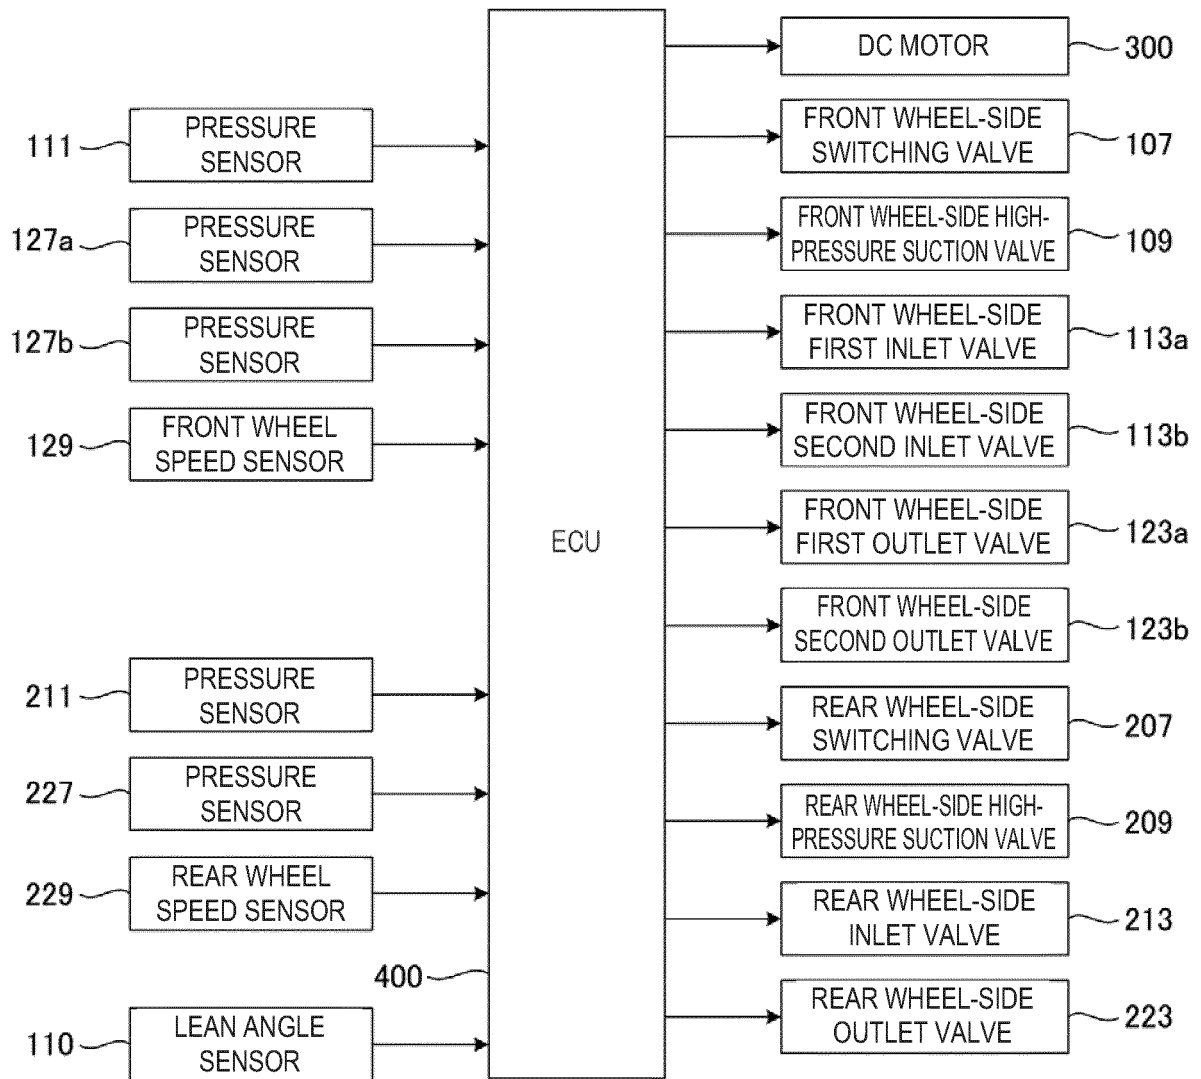 111
PRESSURE
SENSOR
127a
PRESSURE
SENSOR
127b
PRESSURE
SENSOR
129
FRONT WHEEL
SPEED SENSOR
211
PRESSURE
SENSOR
227
PRESSURE
SENSOR
229
REAR WHEEL
SPEED SENSOR
110
LEAN ANGLE
SENSOR
400
ECU
DC MOTOR
300
FRONT WHEEL-SIDE
SWITCHING VALVE
107
FRONT WHEEL-SIDE HIGH-
PRESSURE SUCTION VALVE
109
FRONT WHEEL-SIDE
FIRST INLET VALVE
113a
FRONT WHEEL-SIDE
SECOND INLET VALVE
113b
FRONT WHEEL-SIDE
FIRST OUTLET VALVE
123a
FRONT WHEEL-SIDE
SECOND OUTLET VALVE
123b
REAR WHEEL-SIDE
SWITCHING VALVE
207
REAR WHEEL-SIDE HIGH-
PRESSURE SUCTION VALVE
209
REAR WHEEL-SIDE
INLET VALVE
213
REAR WHEEL-SIDE
OUTLET VALVE
223